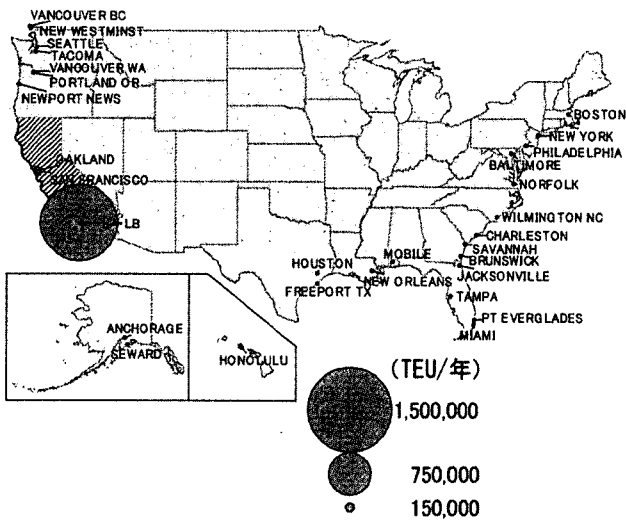 VANCOUVER BC
NEW WESTMINST
SEATTLE
TACOMA
VANCOUVER WA
PORTLAND OR
NEWPORT NEWS
OAKLAND
SAN FRANCISCO
LB
BOSTON
NEW YORK
PHILADELPHIA
BALTIMORE
NORFOLK
WILMINGTON NC
CHARLESTON
SAVANNAH
BRUNSWICK
JACKSONVILLE
MOBILE
HOUSTON
NEW ORLEANS
FREEPORT TX
TAMPA
PT EVERGLADES
MIAMI
ANCHORAGE
SEWARD
HONOLULU
(TEU/年)
1,500,000
750,000
150,000